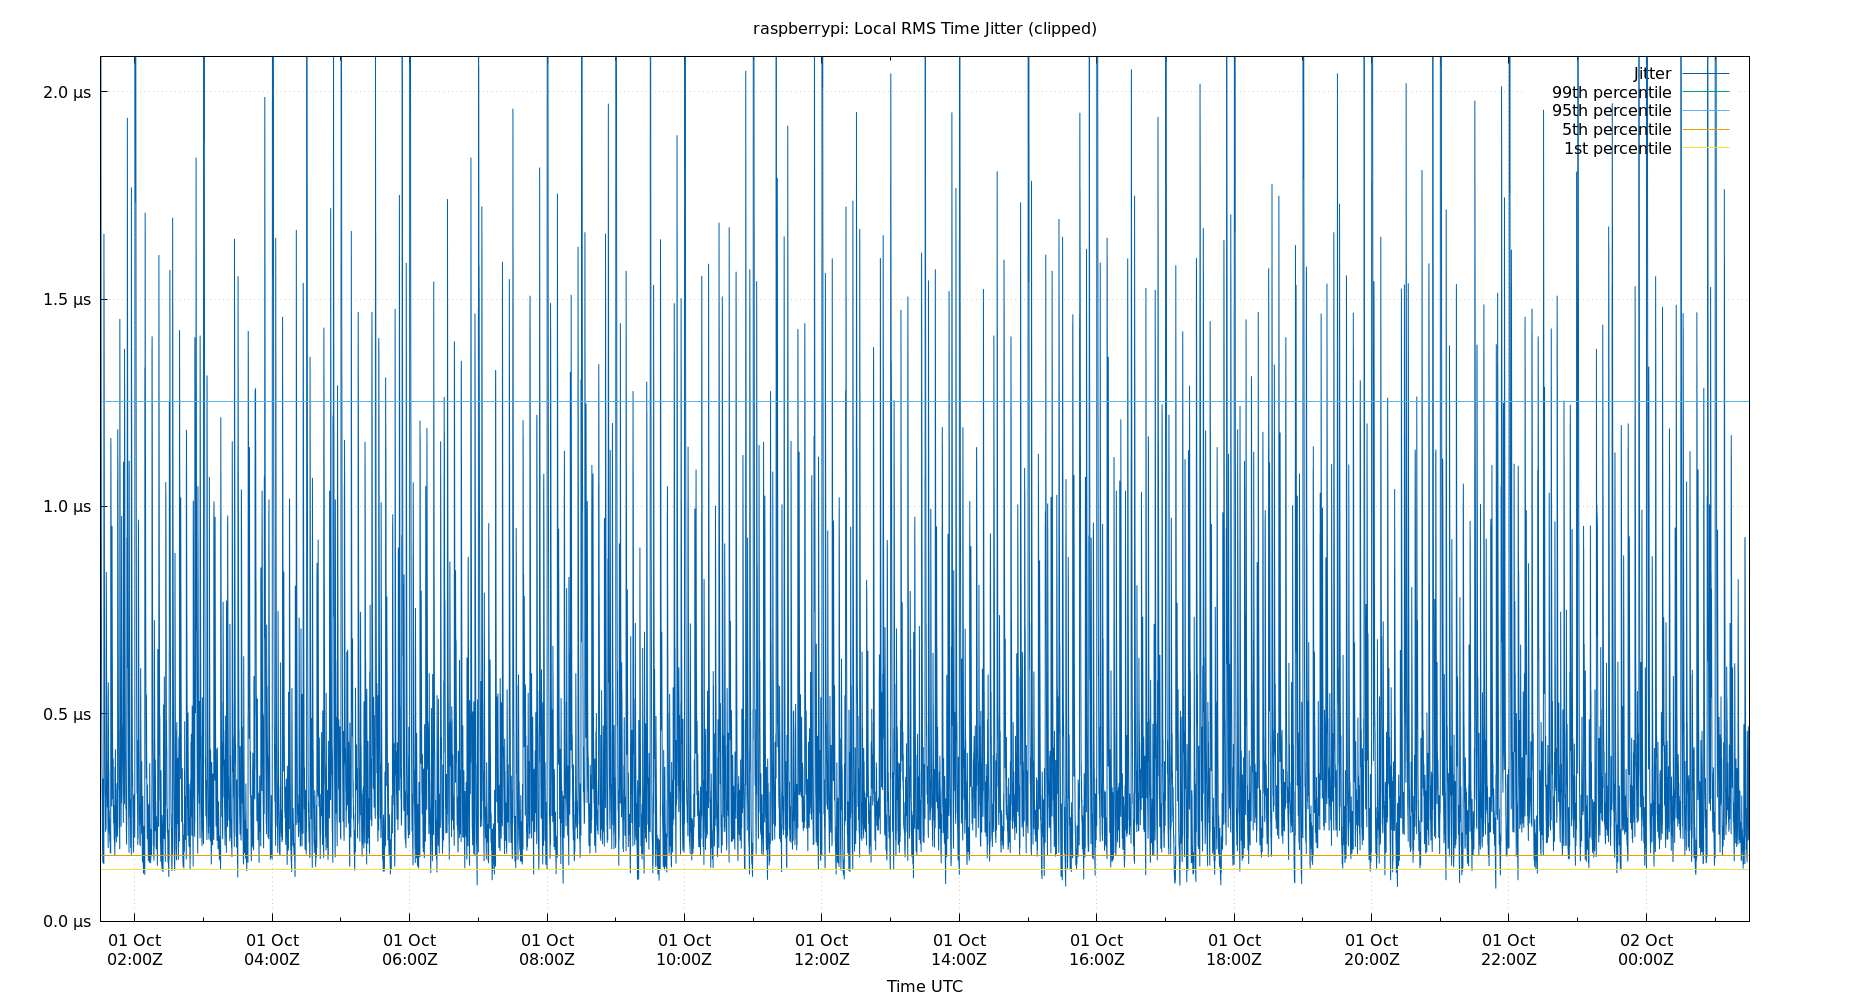 raspberrypi: Local RMS Time Jitter (clipped)
2.0 µs
1.5 µs
1.0 µs
0.5 µs
0.0 µs
Jitter
99th percentile
95th percentile
5th percentile
1st percentile
01 Oct 01 Oct 01 Oct 01 Oct 01 Oct 01 Oct 01 Oct 01 Oct 01 Oct 01 Oct 01 Oct 02 Oct
02:00Z 04:00Z 06:00Z 08:00Z 10:00Z 12:00Z 14:00Z 16:00Z 18:00Z 20:00Z 22:00Z 00:00Z
Time UTC